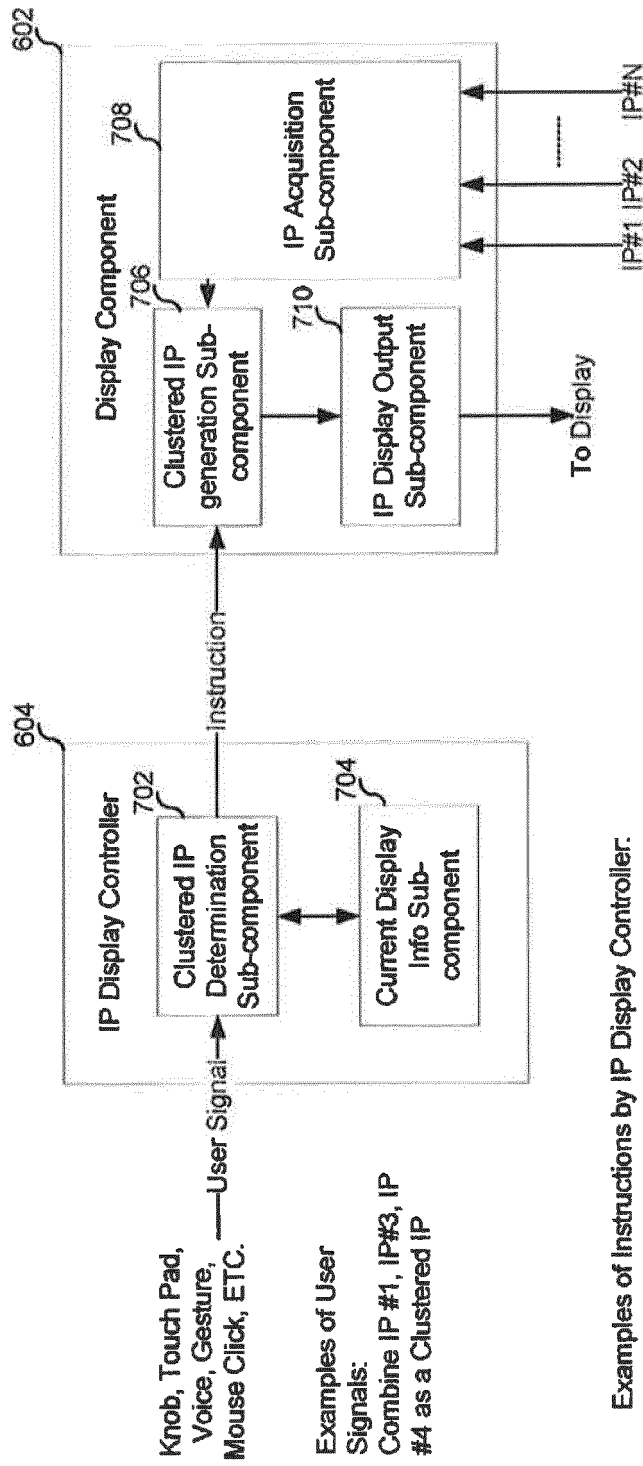 Knob, Touch Pad,
Voice, Gesture,
Mouse Click, ETC.
User Signal
Examples of User
Signals:
Combine IP #1, IP#3, IP
#4 as a Clustered IP
604
IP Display Controller
702
Clustered IP
Determination
Sub-component
704
Current Display
Info Sub-
component
Instruction
602
Display Component
706
Clustered IP
generation Sub-
component
708
IP Acquisition
Sub-component
710
IP Display Output
Sub-component
To Display
IP#1 IP#2 -------- IP#N
Examples of Instructions by IP Display Controller: